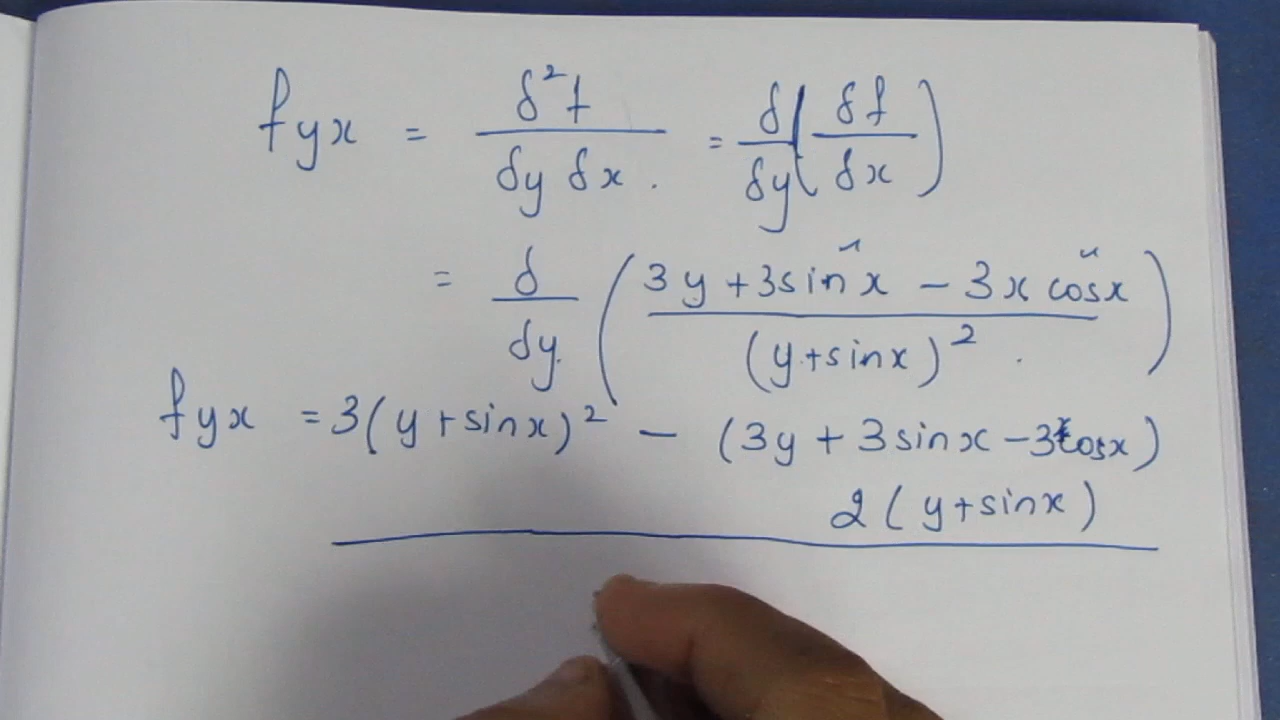 fyx = δ²f / δy δx . = δ/δy ( δf / δx )
= δ/δy. ( 3y + 3sin x − 3x cosx / (y+sinx)² . )
fyx = 3(y + sinx)² − (3y + 3sinx − 3xcosx)
2(y+sinx)